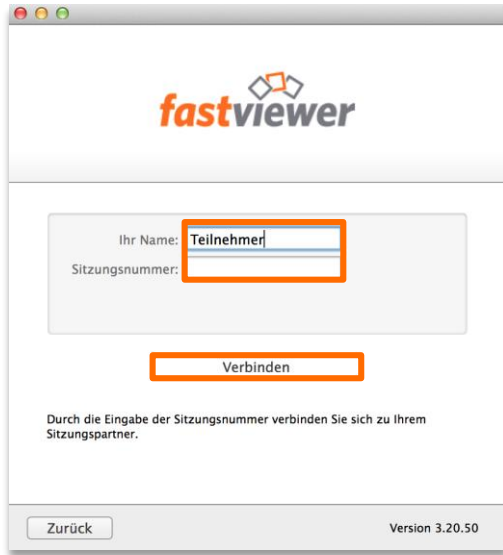 fastviewer
Ihr Name: Teilnehmer
Sitzungsnummer:
Verbinden
Durch die Eingabe der Sitzungsnummer verbinden Sie sich zu Ihrem
Sitzungspartner.
Zurück Version 3.20.50